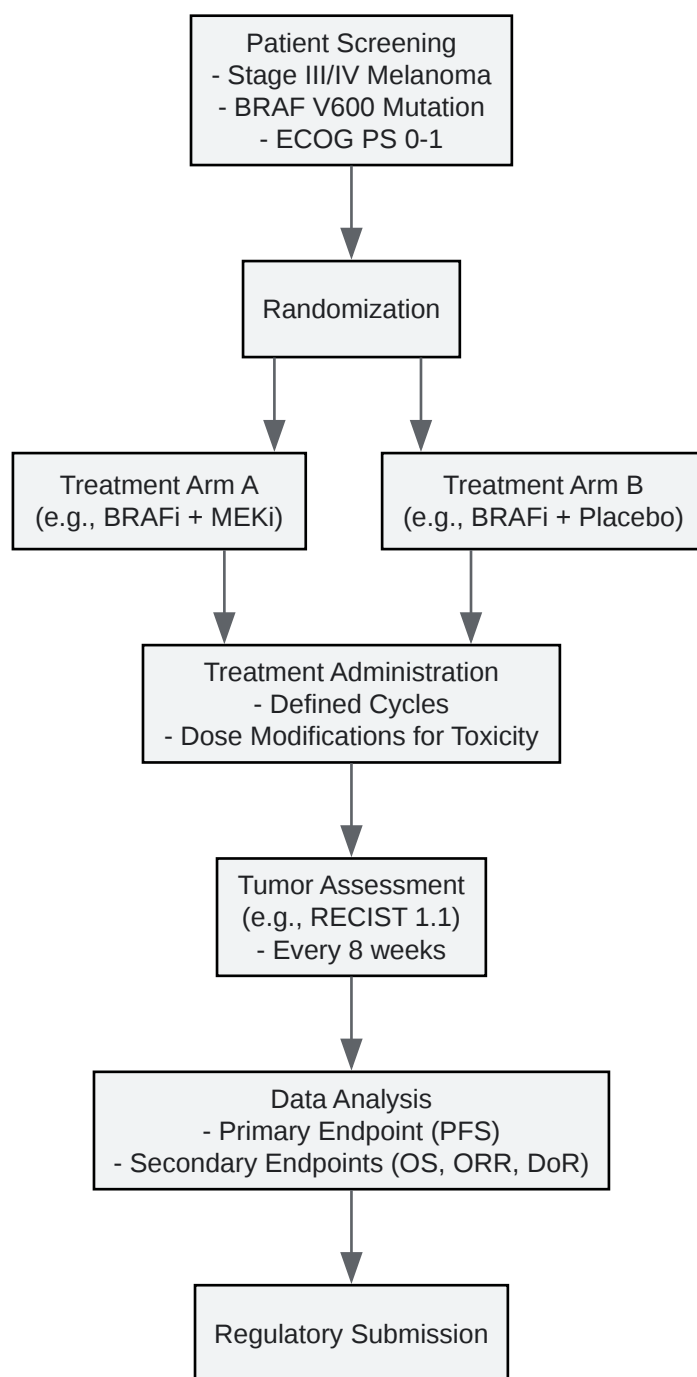 Patient Screening
- Stage III/IV Melanoma
- BRAF V600 Mutation
- ECOG PS 0-1
Randomization
Treatment Arm A
(e.g., BRAFi + MEKi)
Treatment Arm B
(e.g., BRAFi + Placebo)
Treatment Administration
- Defined Cycles
- Dose Modifications for Toxicity
Tumor Assessment
(e.g., RECIST 1.1)
- Every 8 weeks
Data Analysis
- Primary Endpoint (PFS)
- Secondary Endpoints (OS, ORR, DoR)
Regulatory Submission